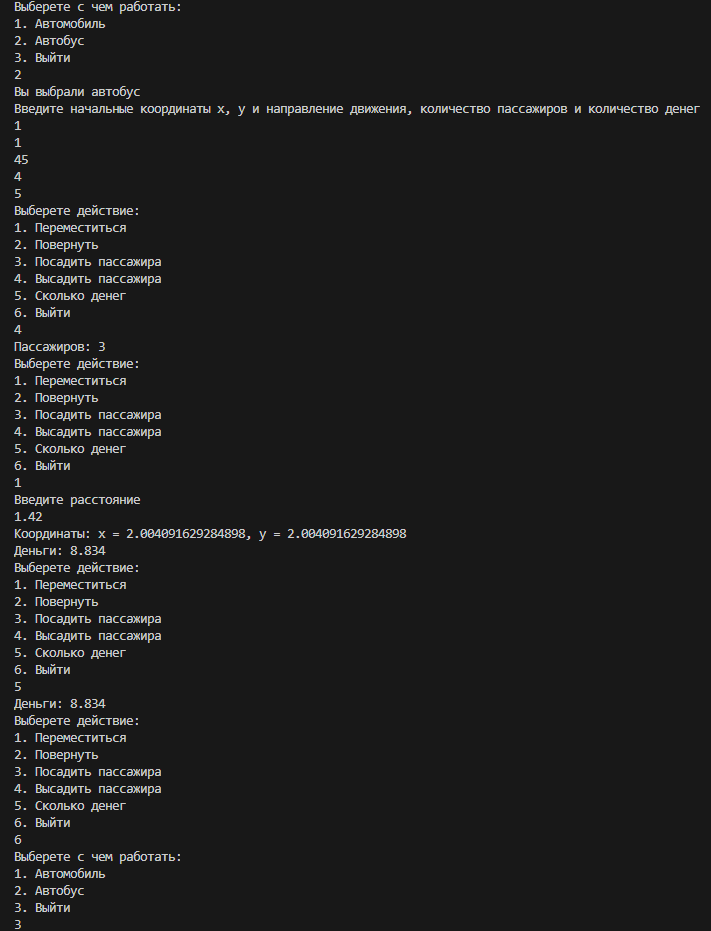 Выберете с чем работать:
1. Автомобиль
2. Автобус
3. Выйти
2
Вы выбрали автобус
Введите начальные координаты x, y и направление движения, количество пассажиров и количество денег
1
1
45
4
5
Выберете действие:
1. Переместиться
2. Повернуть
3. Посадить пассажира
4. Высадить пассажира
5. Сколько денег
6. Выйти
4
Пассажиров: 3
Выберете действие:
1. Переместиться
2. Повернуть
3. Посадить пассажира
4. Высадить пассажира
5. Сколько денег
6. Выйти
1
Введите расстояние
1.42
Координаты: x = 2.004091629284898, y = 2.004091629284898
Деньги: 8.834
Выберете действие:
1. Переместиться
2. Повернуть
3. Посадить пассажира
4. Высадить пассажира
5. Сколько денег
6. Выйти
5
Деньги: 8.834
Выберете действие:
1. Переместиться
2. Повернуть
3. Посадить пассажира
4. Высадить пассажира
5. Сколько денег
6. Выйти
6
Выберете с чем работать:
1. Автомобиль
2. Автобус
3. Выйти
3